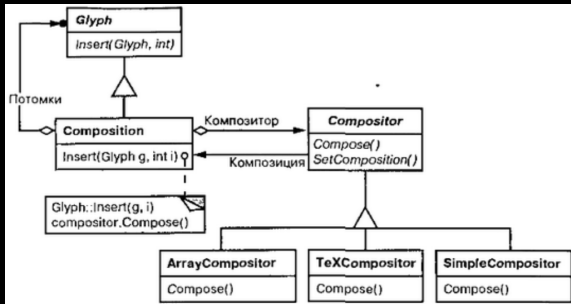 Glyph
Insert(Glyph, int)
Потомки
Composition
Insert(Glyph g, int i)
Композитор
Композиция
Compositor
Compose()
SetComposition()
Glyph::Insert(g, i)
compositor.Compose()
ArrayCompositor
Compose()
TeXCompositor
Compose()
SimpleCompositor
Compose()